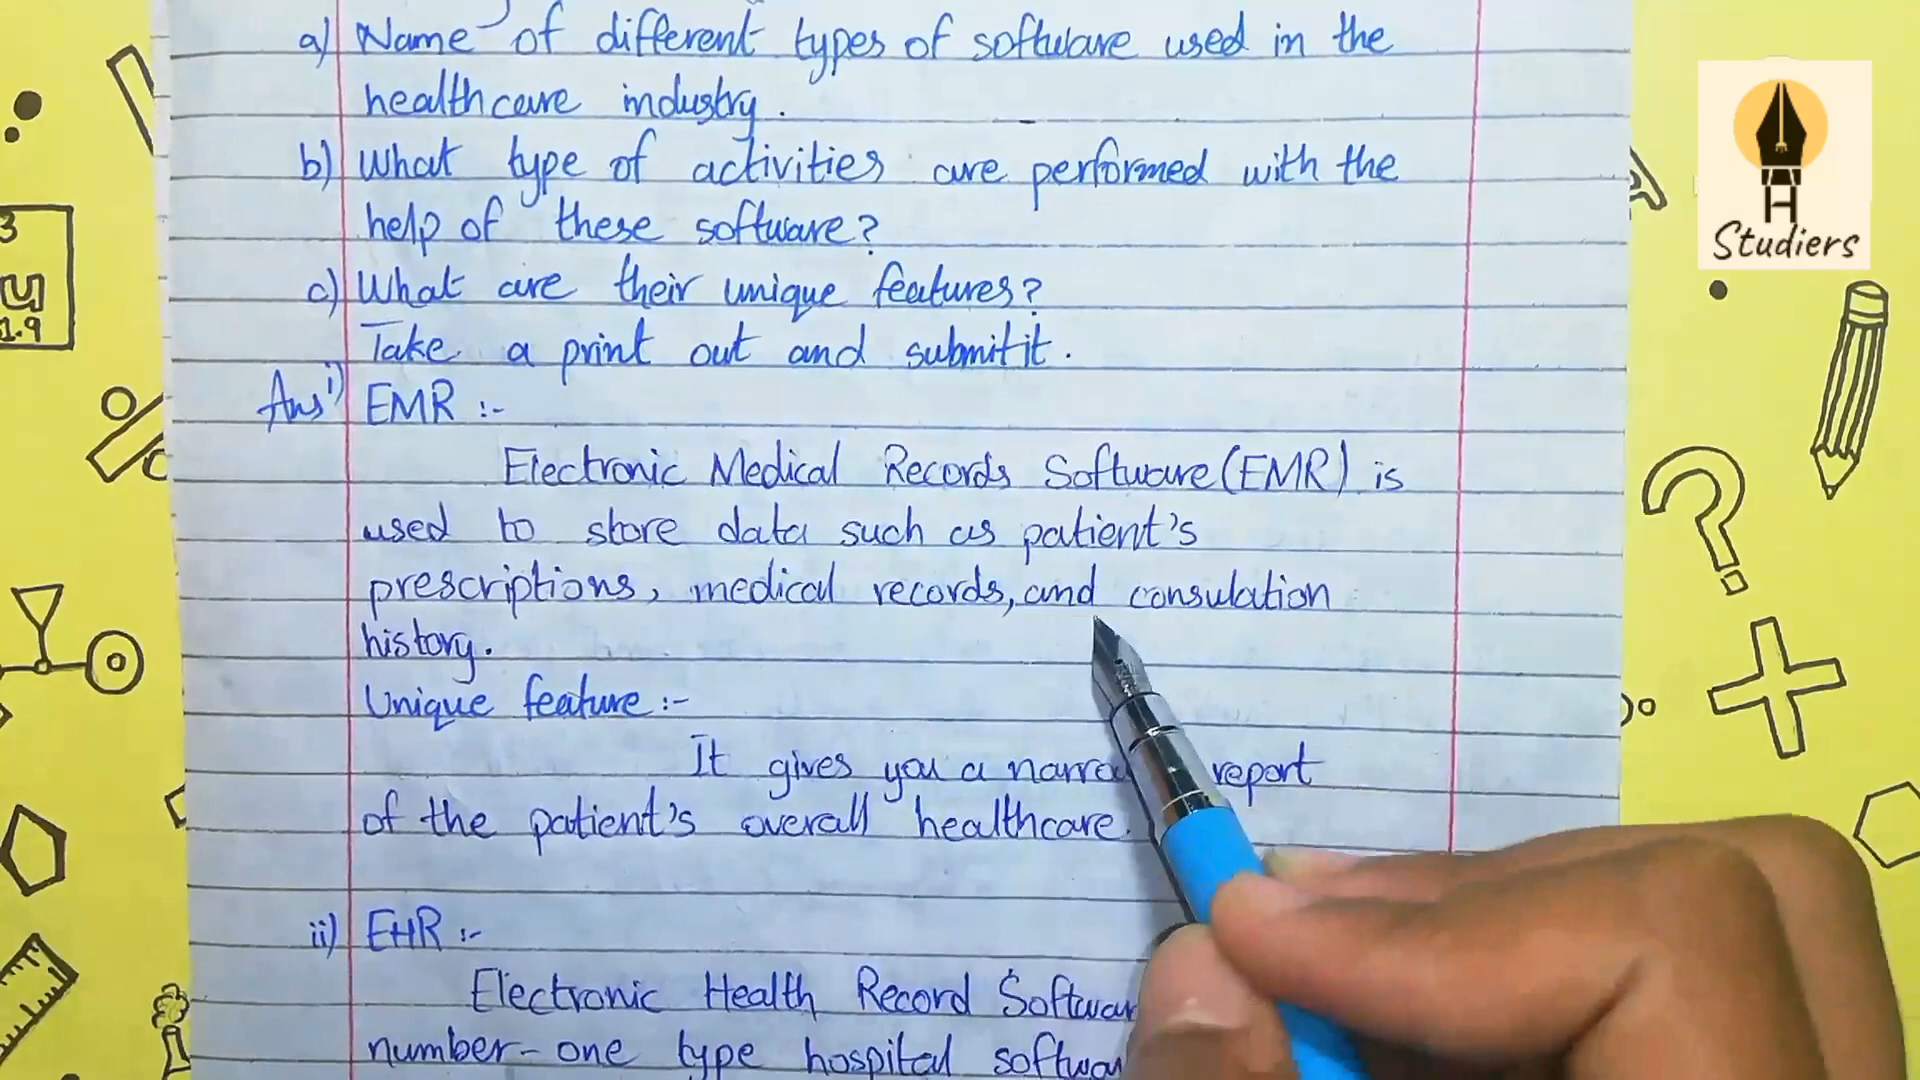 a) Name of different types of software used in the
healthcare industry.
b) What type of activities are performed with the
help of these software?
c) What are their unique features?
Take a print out and submit it.
Ans i) EMR :-
Electronic Medical Records Software (EMR) is
used to store data such as patient's
prescriptions, medical records, and consulation
history.
Unique feature :-
It gives you a report
of the patient's overall healthcare.
ii) EHR :-
Electronic Health Record
number-one type hospital
Studiers
3
u
1.9